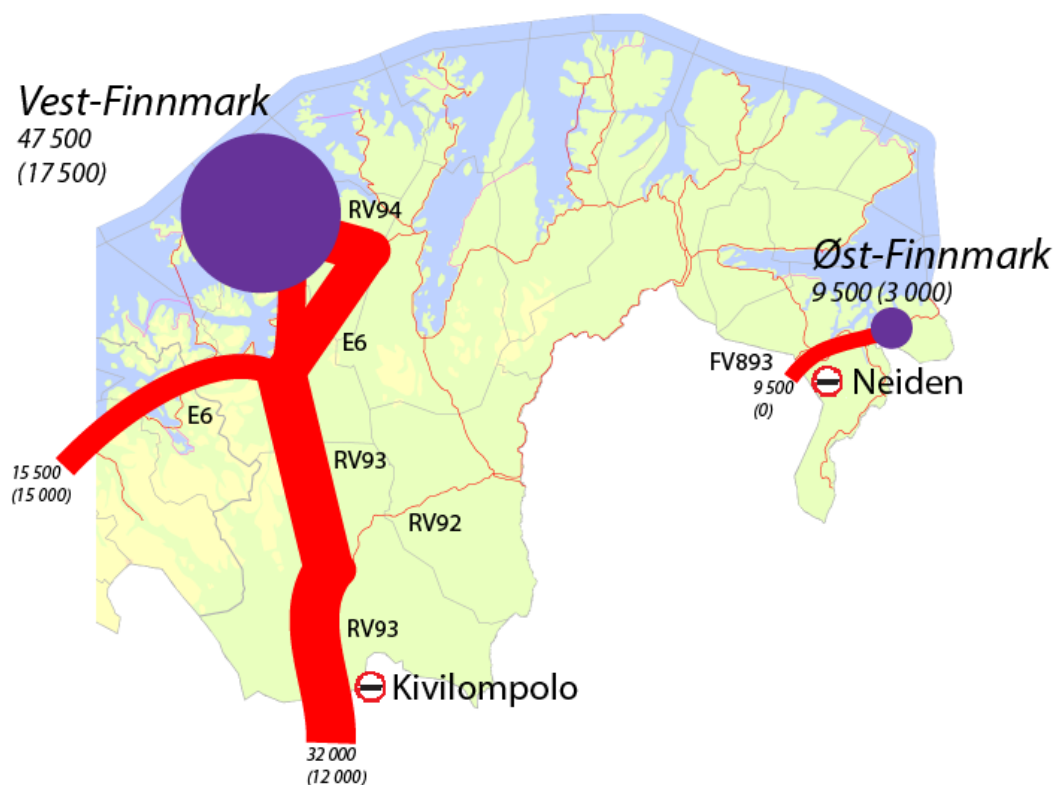 Vest-Finnmark
47 500
(17 500)
RV94
Øst-Finnmark
9 500 (3 000)
E6
FV893
9 500
(0)
Neiden
E6
15 500
(15 000)
RV93
RV92
RV93
Kivilompolo
32 000
(12 000)